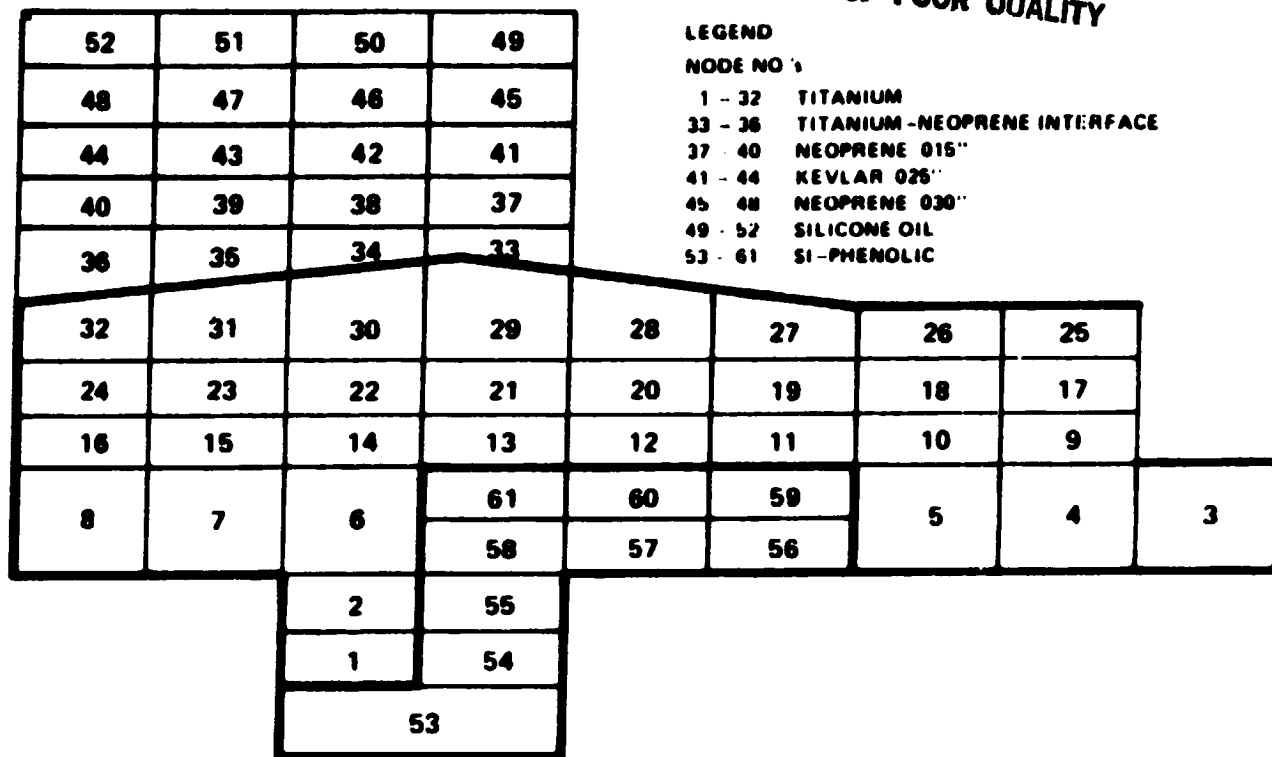 POOR QUALITY
LEGEND
NODE NO 's
1 - 32 TITANIUM
33 - 36 TITANIUM-NEOPRENE INTERFACE
37 - 40 NEOPRENE 015"
41 - 44 KEVLAR 025"
45 48 NEOPRENE 030"
49 - 52 SILICONE OIL
53 - 61 SI-PHENOLIC
52 51 50 49
48 47 46 45
44 43 42 41
40 39 38 37
36 35 34 33
32 31 30 29 28 27 26 25
24 23 22 21 20 19 18 17
16 15 14 13 12 11 10 9
61 60 59
8 7 6 5 4 3
58 57 56
2 55
1 54
53